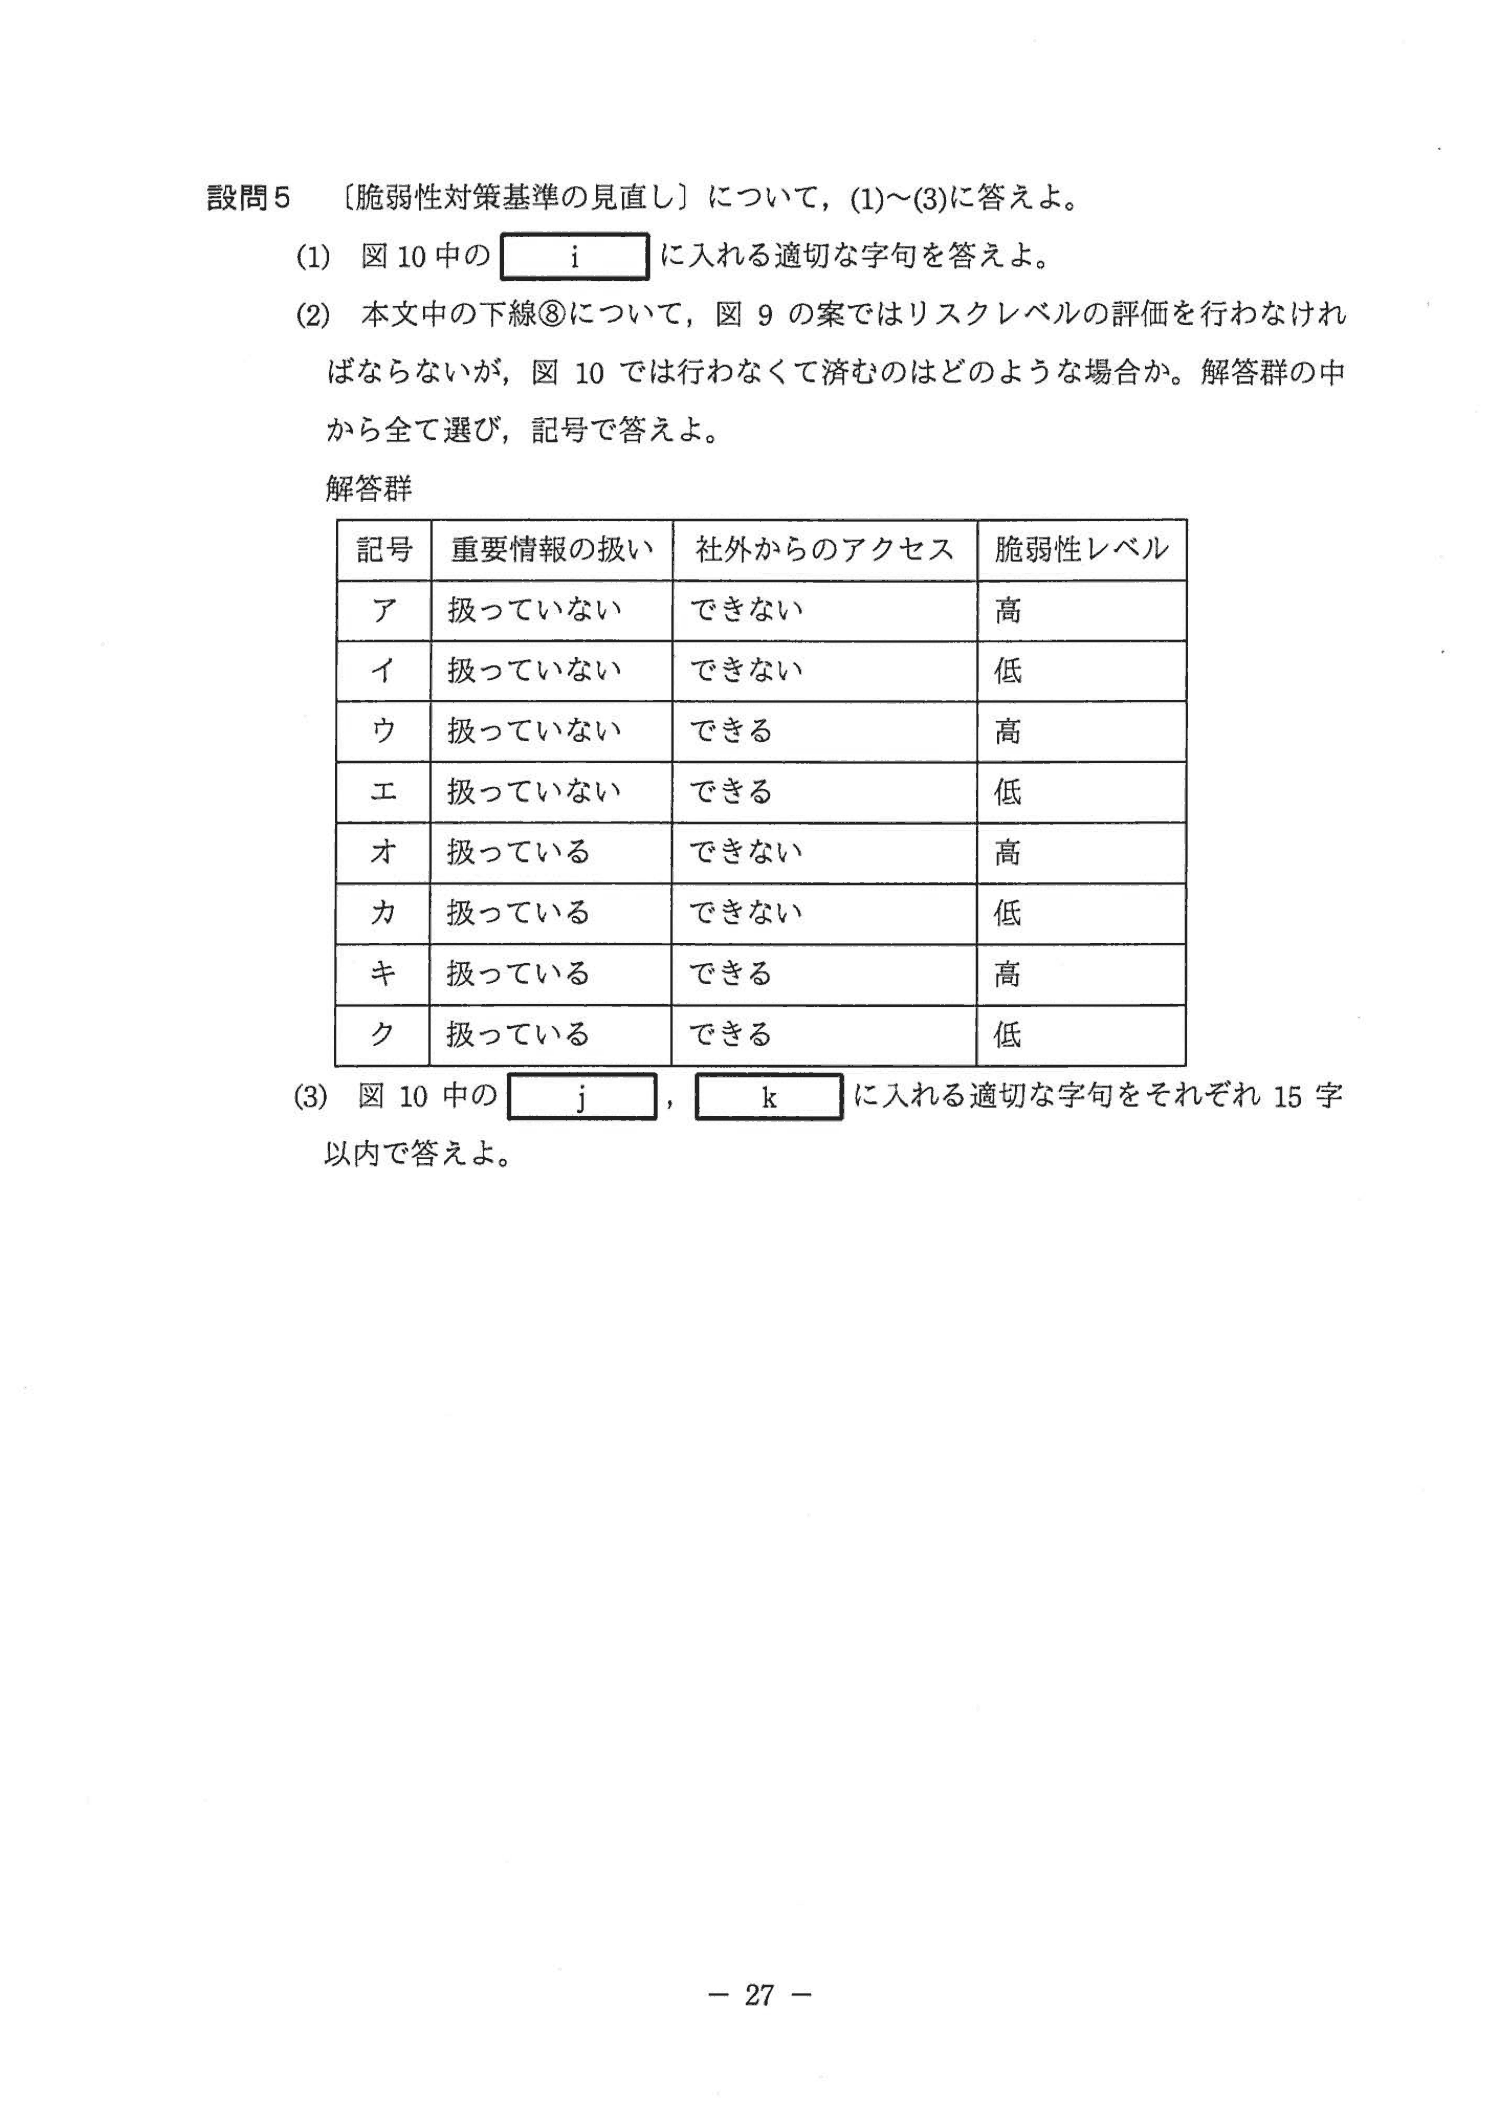 設問5 〔脆弱性対策基準の見直し〕について，(1)～(3)に答えよ。
(1) 図 10 中の i に入れる適切な字句を答えよ。
(2) 本文中の下線⑧について，図 9 の案ではリスクレベルの評価を行わなけれ
ばならないが，図 10 では行わなくて済むのはどのような場合か。解答群の中
から全て選び，記号で答えよ。
解答群
記号 重要情報の扱い 社外からのアクセス 脆弱性レベル
ア 扱っていない できない 高
イ 扱っていない できない 低
ウ 扱っていない できる 高
エ 扱っていない できる 低
オ 扱っている できない 高
カ 扱っている できない 低
キ 扱っている できる 高
ク 扱っている できる 低
(3) 図 10 中の j ， k に入れる適切な字句をそれぞれ 15 字
以内で答えよ。
－ 27 －